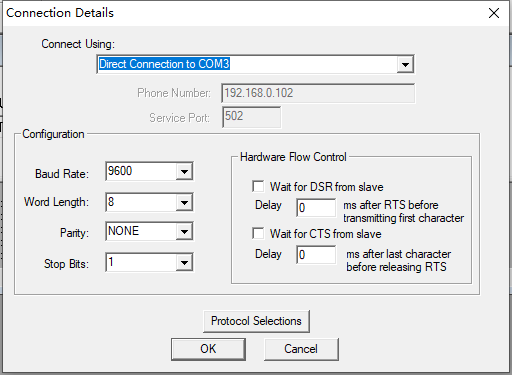 Connection Details
Connect Using:
Direct Connection to COM3
Phone Number: 192.168.0.102
Service Port: 502
Configuration
Baud Rate: 9600
Word Length: 8
Parity: NONE
Stop Bits: 1
Hardware Flow Control
Wait for DSR from slave
Delay 0 ms after RTS before
transmitting first character
Wait for CTS from slave
Delay 0 ms after last character
before releasing RTS
Protocol Selections
OK Cancel